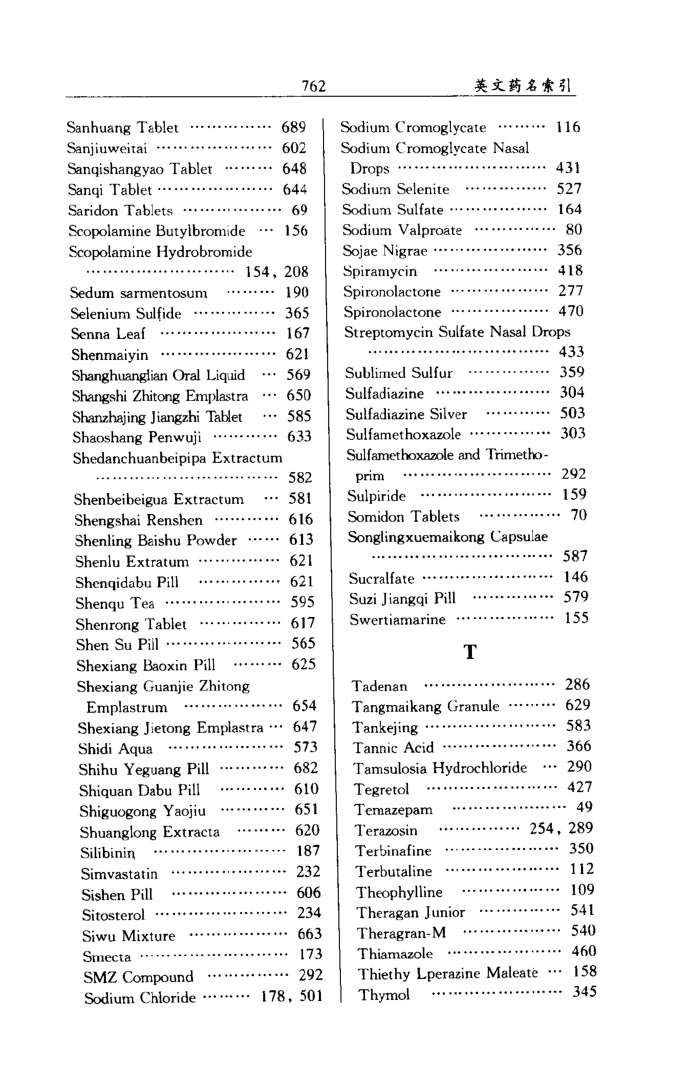 762
英文药名索引
Sanhuang Tablet …………… 689
Sanjiuweitai ………………… 602
Sanqishangyao Tablet ……… 648
Sanqi Tablet ………………… 644
Saridon Tablets ……………… 69
Scopolamine Butylbromide … 156
Scopolamine Hydrobromide
……………………… 154, 208
Sedum sarmentosum ……… 190
Selenium Sulfide …………… 365
Senna Leaf ………………… 167
Shenmaiyin ………………… 621
Shanghuanglian Oral Liquid … 569
Shangshi Zhitong Emplastra … 650
Shanzhajing Jiangzhi Tablet … 585
Shaoshang Penwuji ………… 633
Shedanchuanbeipipa Extractum
…………………………… 582
Shenbeibeigua Extractum … 581
Shengshai Renshen ………… 616
Shenling Baishu Powder …… 613
Shenlu Extratum …………… 621
Shenqidabu Pill …………… 621
Shenqu Tea ………………… 595
Shenrong Tablet …………… 617
Shen Su Pill ………………… 565
Shexiang Baoxin Pill ……… 625
Shexiang Guanjie Zhitong
Emplastrum ……………… 654
Shexiang Jietong Emplastra … 647
Shidi Aqua ………………… 573
Shihu Yeguang Pill ………… 682
Shiquan Dabu Pill ………… 610
Shiguogong Yaojiu ………… 651
Shuanglong Extracta ……… 620
Silibinin …………………… 187
Simvastatin ………………… 232
Sishen Pill ………………… 606
Sitosterol …………………… 234
Siwu Mixture ……………… 663
Smecta ……………………… 173
SMZ Compound …………… 292
Sodium Chloride ……… 178, 501
Sodium Cromoglycate ……… 116
Sodium Cromoglycate Nasal
Drops ……………………… 431
Sodium Selenite …………… 527
Sodium Sulfate ……………… 164
Sodium Valproate …………… 80
Sojae Nigrae ………………… 356
Spiramycin ………………… 418
Spironolactone ……………… 277
Spironolactone ……………… 470
Streptomycin Sulfate Nasal Drops
…………………………… 433
Sublimed Sulfur …………… 359
Sulfadiazine ………………… 304
Sulfadiazine Silver ………… 503
Sulfamethoxazole …………… 303
Sulfamethoxazole and Trimetho-
prim ……………………… 292
Sulpiride …………………… 159
Somidon Tablets …………… 70
Songlingxuemaikong Capsulae
…………………………… 587
Sucralfate …………………… 146
Suzi Jiangqi Pill …………… 579
Swertiamarine ……………… 155
T
Tadenan …………………… 286
Tangmaikang Granule ……… 629
Tankejing …………………… 583
Tannic Acid ………………… 366
Tamsulosia Hydrochloride … 290
Tegretol …………………… 427
Temazepam ………………… 49
Terazosin …………… 254, 289
Terbinafine ………………… 350
Terbutaline ………………… 112
Theophylline ……………… 109
Theragan Junior …………… 541
Theragran-M ……………… 540
Thiamazole ………………… 460
Thiethy Lperazine Maleate … 158
Thymol …………………… 345